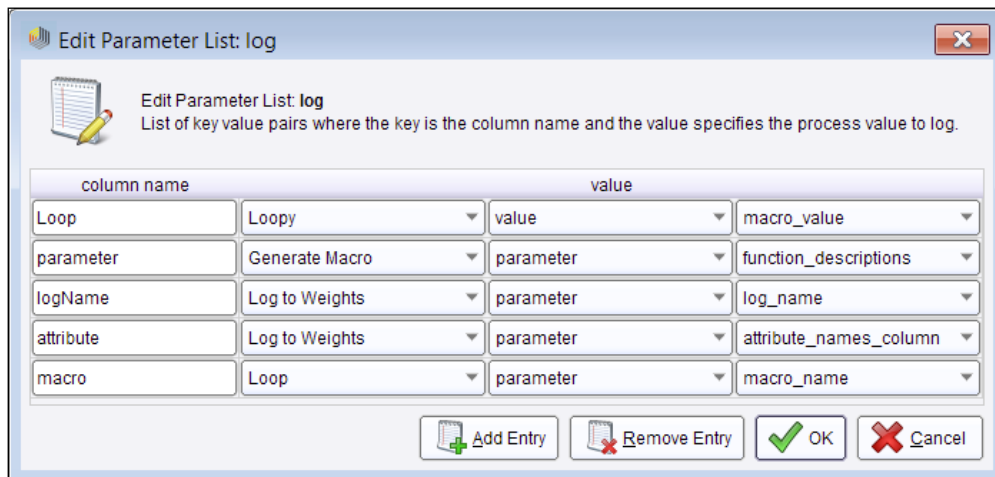 Edit Parameter List: log
Edit Parameter List: log
List of key value pairs where the key is the column name and the value specifies the process value to log.
column name value
Loop Loopy value macro_value
parameter Generate Macro parameter function_descriptions
logName Log to Weights parameter log_name
attribute Log to Weights parameter attribute_names_column
macro Loop parameter macro_name
Add Entry Remove Entry OK Cancel